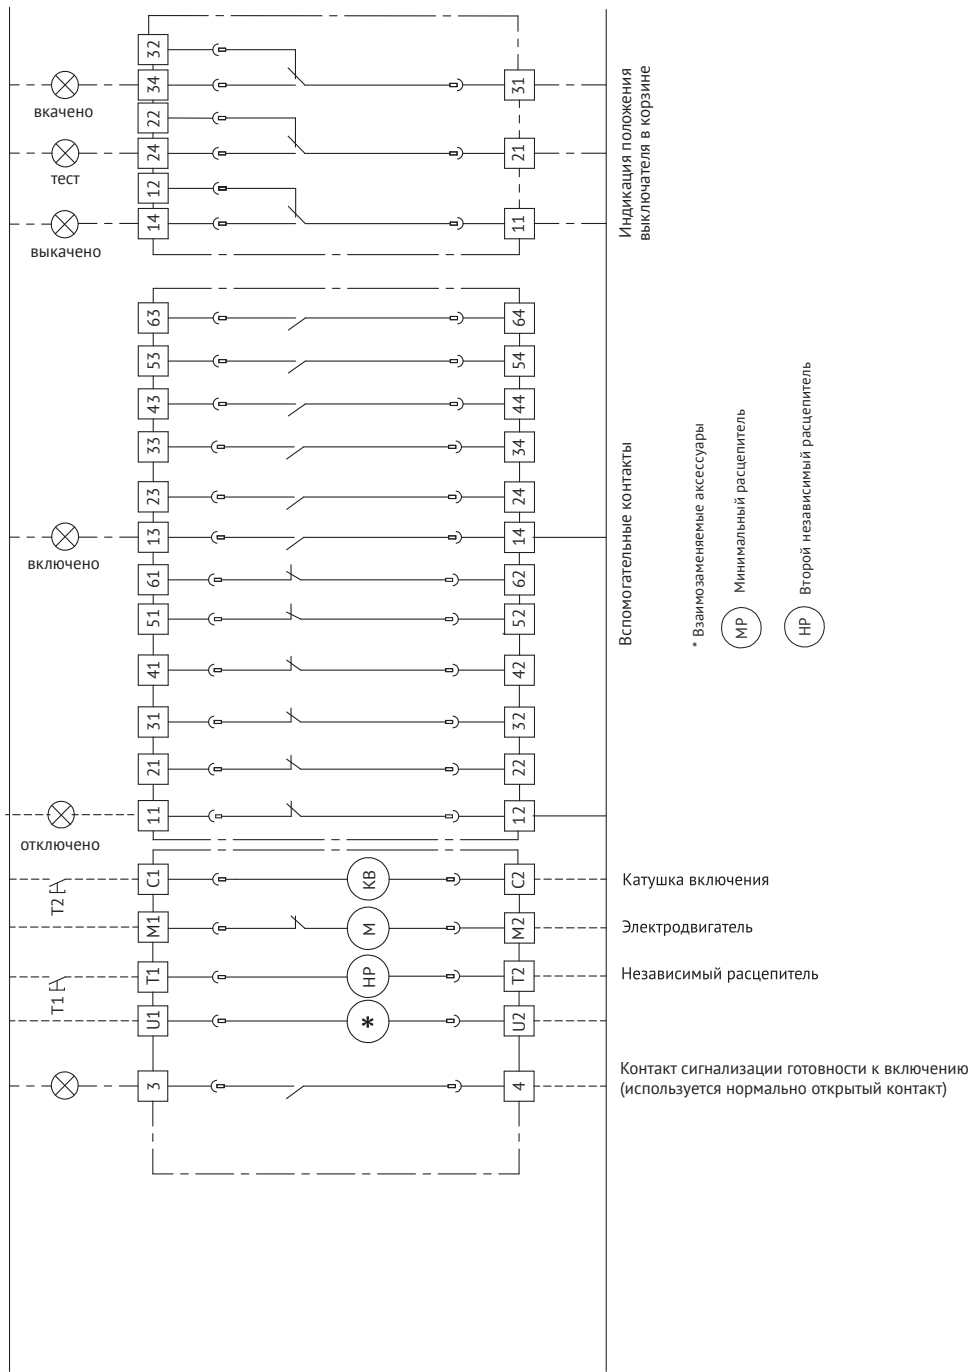 32
34
31
вкачено
22
24
21
тест
12
14
11
выкачено
Индикация положения
выключателя в корзине
63
64
53
54
43
44
33
34
23
24
13
14
включено
61
62
51
52
41
42
31
32
21
22
11
12
отключено
Вспомогательные контакты
* Взаимозаменяемые аксессуары
МР
Минимальный расцепитель
НР
Второй независимый расцепитель
T2
C1
КВ
C2
Катушка включения
M1
М
M2
Электродвигатель
T1
T1
НР
T2
Независимый расцепитель
U1
*
U2
3
4
Контакт сигнализации готовности к включению
(используется нормально открытый контакт)